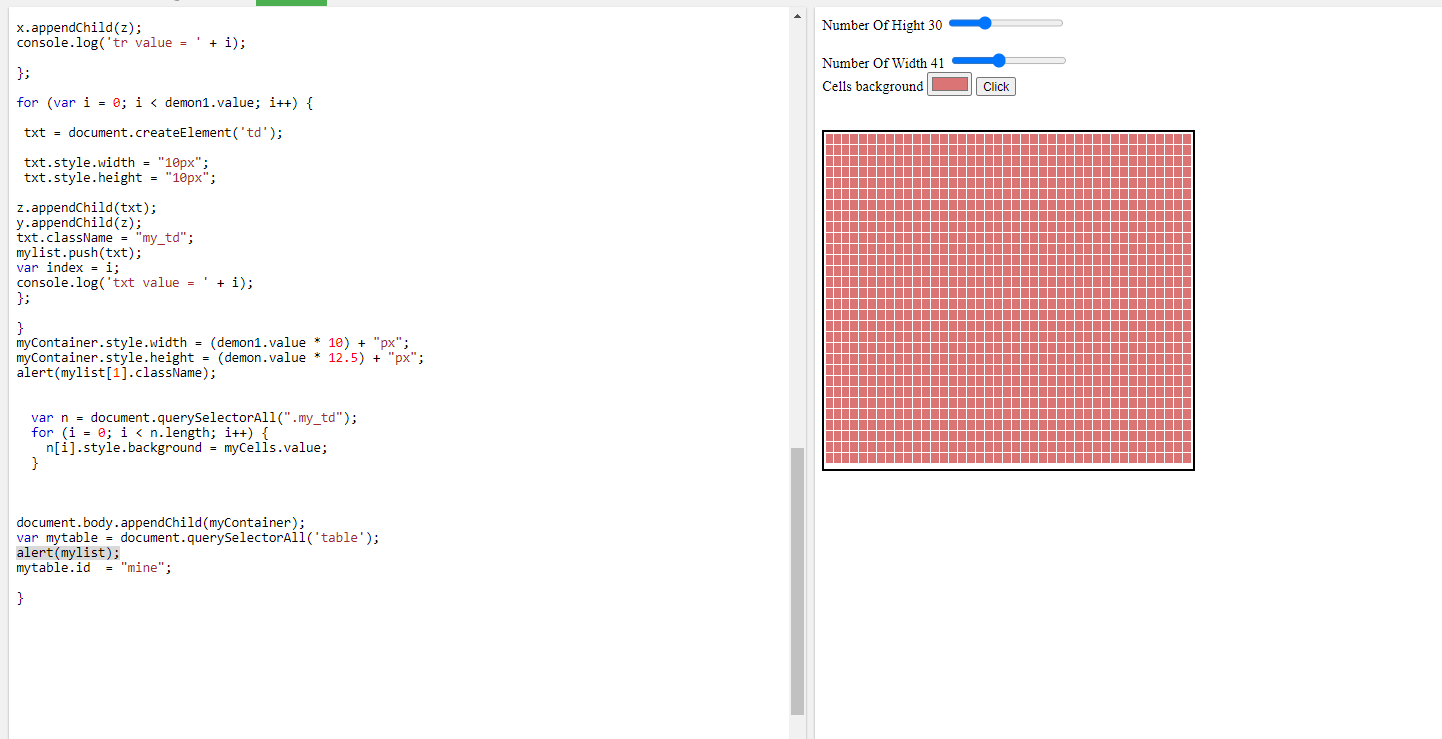 x.appendChild(z);
console.log('tr value = ' + i);
};
for (var i = 0; i < demon1.value; i++) {
txt = document.createElement('td');
txt.style.width = "10px";
txt.style.height = "10px";
z.appendChild(txt);
y.appendChild(z);
txt.className = "my_td";
mylist.push(txt);
var index = i;
console.log('txt value = ' + i);
};
}
myContainer.style.width = (demon1.value * 10) + "px";
myContainer.style.height = (demon.value * 12.5) + "px";
alert(mylist[1].className);
var n = document.querySelectorAll(".my_td");
for (i = 0; i < n.length; i++) {
n[i].style.background = myCells.value;
}
document.body.appendChild(myContainer);
var mytable = document.querySelectorAll('table');
alert(mylist);
mytable.id  = "mine";
}
Number Of Hight 30
Number Of Width 41
Cells background Click